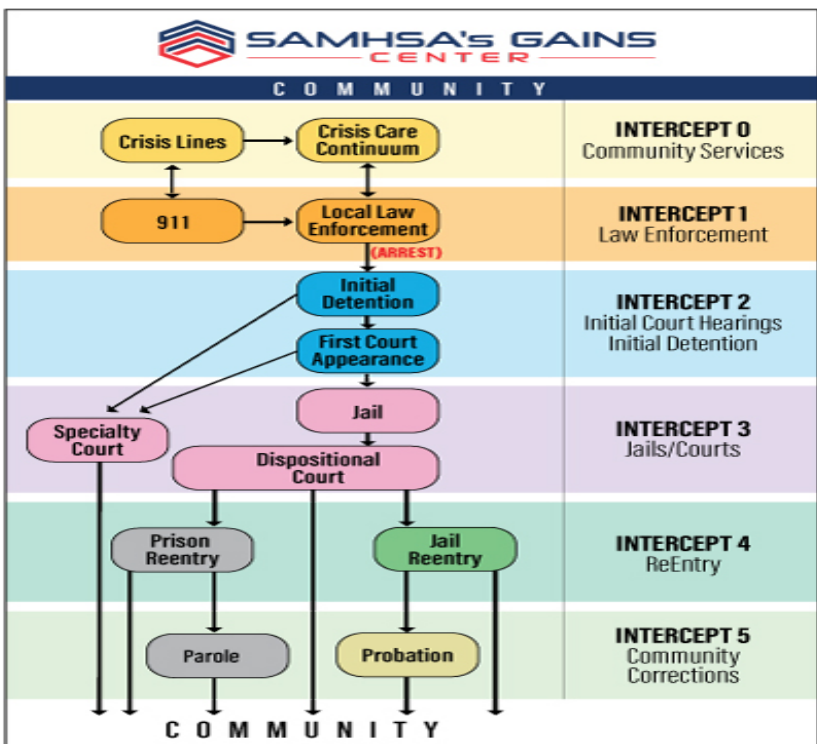 SAMHSA's GAINS
CENTER
COMMUNITY
Crisis Lines
Crisis Care
Continuum
INTERCEPT 0
Community Services
911
Local Law
Enforcement
(ARREST)
INTERCEPT 1
Law Enforcement
Initial
Detention
First Court
Appearance
INTERCEPT 2
Initial Court Hearings
Initial Detention
Jail
Specialty
Court
Dispositional
Court
INTERCEPT 3
Jails/Courts
Prison
Reentry
Jail
Reentry
INTERCEPT 4
ReEntry
Parole
Probation
INTERCEPT 5
Community
Corrections
COMMUNITY